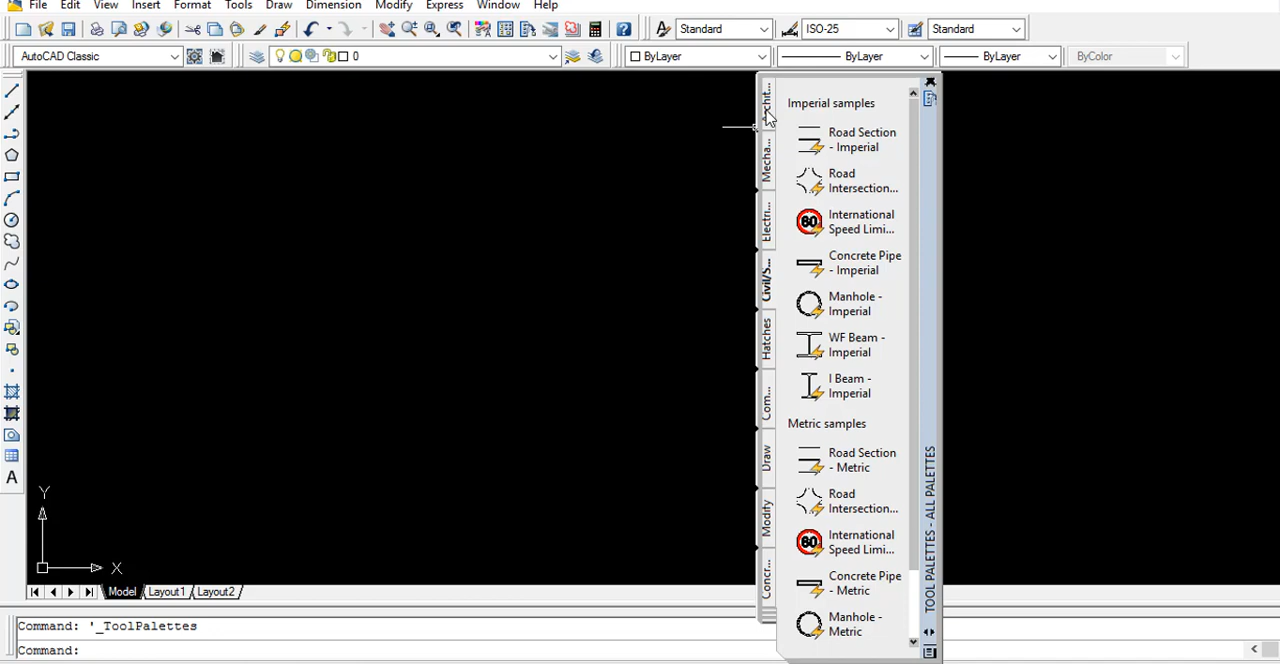 File Edit View Insert Format Tools Draw Dimension Modify Express Window Help
Standard ISO-25 Standard
AutoCAD Classic 0 ByLayer ByLayer ByLayer ByColor
Mecha...
Electri...
Civil/S...
Hatches
Com...
Draw
Modify
Concr...
Imperial samples
Road Section
- Imperial
Road
Intersection...
60
International
Speed Limi...
Concrete Pipe
- Imperial
Manhole -
Imperial
WF Beam -
Imperial
I Beam -
Imperial
Metric samples
Road Section
- Metric
Road
Intersection...
60
International
Speed Limi...
Concrete Pipe
- Metric
Manhole -
Metric
TOOL PALETTES - ALL PALETTES
A
Y
X
Model Layout1 Layout2
Command: '_ToolPalettes
Command: